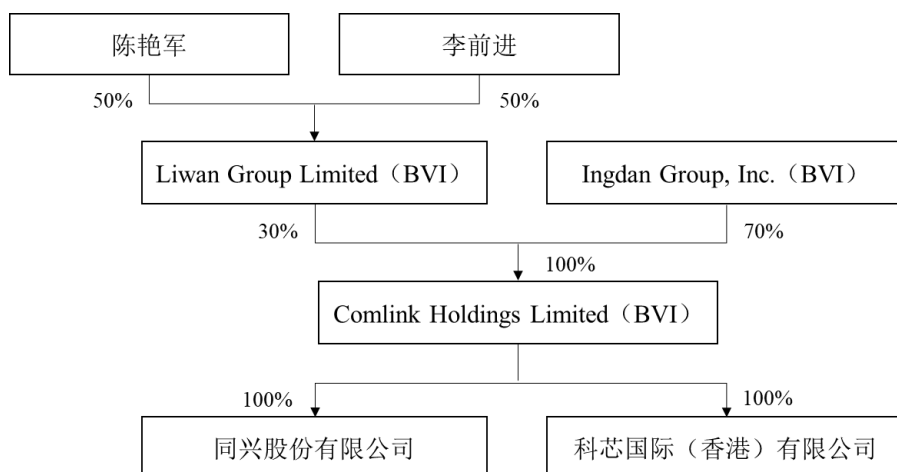 陈艳军
李前进
50%
50%
Liwan Group Limited（BVI）
Ingdan Group, Inc.（BVI）
30%
70%
100%
Comlink Holdings Limited（BVI）
100%
100%
同兴股份有限公司
科芯国际（香港）有限公司